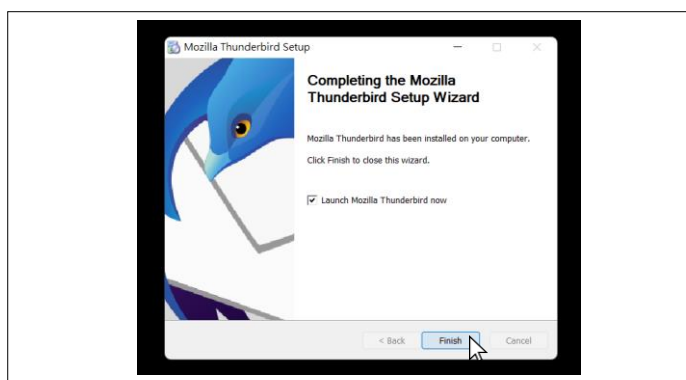 Mozilla Thunderbird Setup
Completing the Mozilla
Thunderbird Setup Wizard
Mozilla Thunderbird has been installed on your computer.
Click Finish to close this wizard.
Launch Mozilla Thunderbird now
< Back Finish Cancel